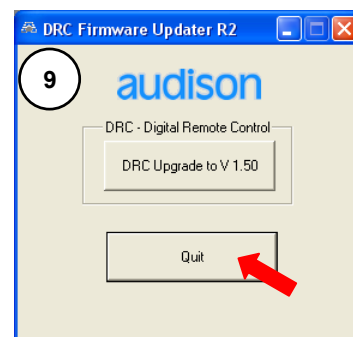 DRC Firmware Updater R2
9
audison
DRC - Digital Remote Control
DRC Upgrade to V 1.50
Quit